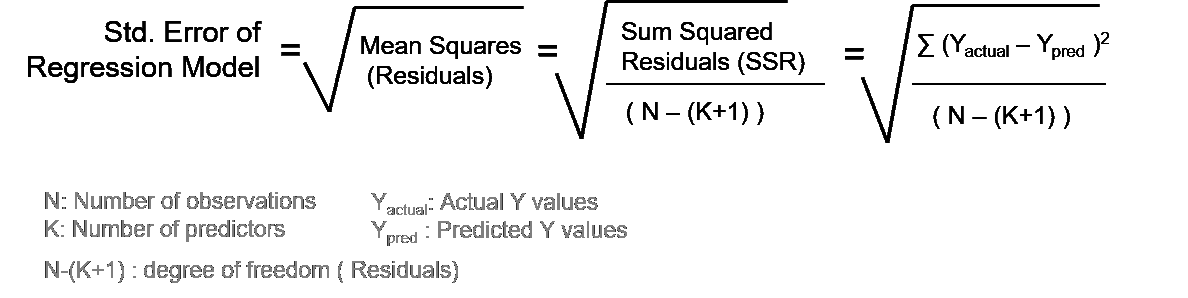 Std. Error of Regression Model = √ Mean Squares (Residuals) = √ Sum Squared Residuals (SSR) / ( N – (K+1) ) = √ ∑ (Yactual – Ypred )² / ( N – (K+1) )
N: Number of observations
K: Number of predictors
Yactual: Actual Y values
Ypred : Predicted Y values
N-(K+1) : degree of freedom ( Residuals)